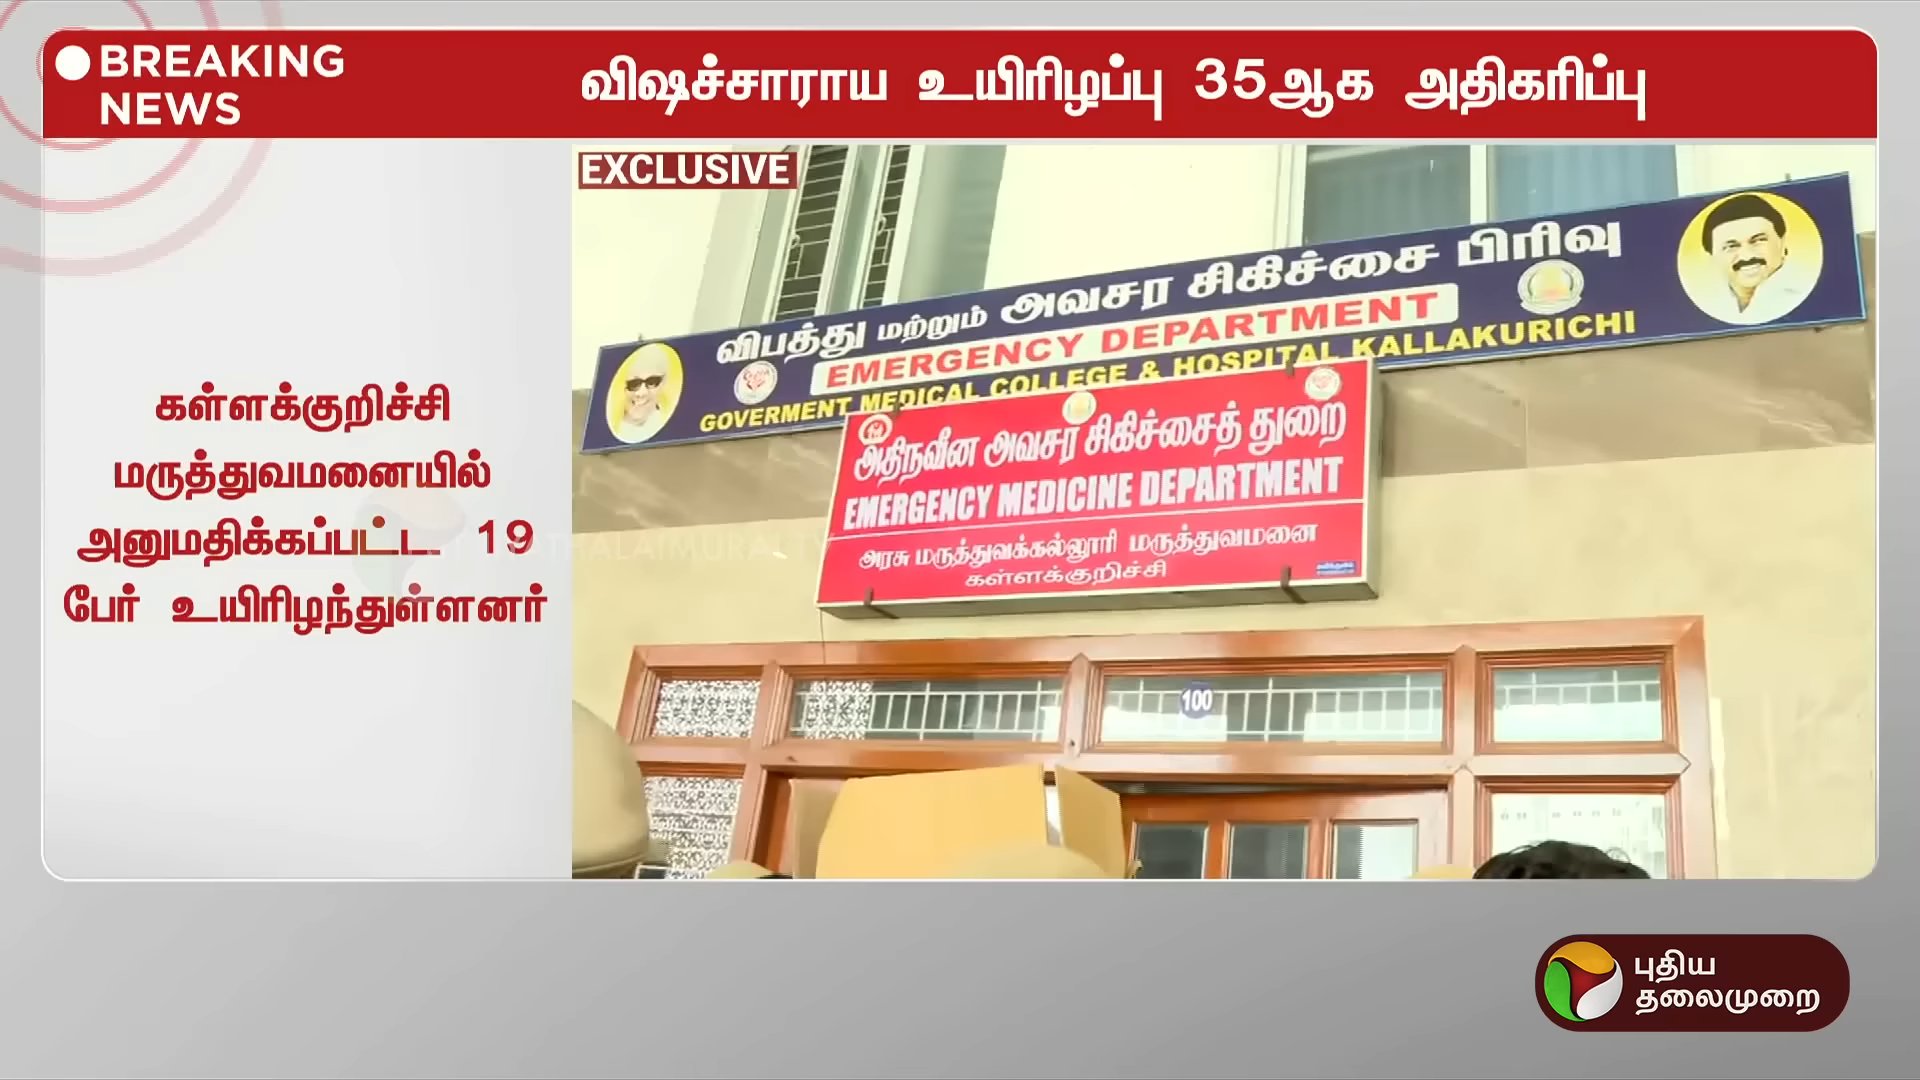 BREAKING
NEWS
விஷச்சாராய உயிரிழப்பு 35ஆக அதிகரிப்பு
EXCLUSIVE
கள்ளக்குறிச்சி
மருத்துவமனையில்
அனுமதிக்கப்பட்ட 19
பேர் உயிரிழந்துள்ளனர்
விபத்து மற்றும் அவசர சிகிச்சை பிரிவு
EMERGENCY DEPARTMENT
GOVERMENT MEDICAL COLLEGE & HOSPITAL KALLAKURICHI
அதிநவீன அவசர சிகிச்சைத் துறை
EMERGENCY MEDICINE DEPARTMENT
அரசு மருத்துவக்கல்லூரி மருத்துவமனை
கள்ளக்குறிச்சி
100
புதிய
தலைமுறை